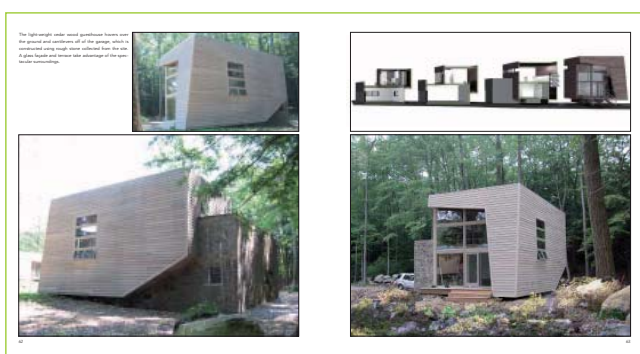 The light-weight cedar wood guesthouse hovers over
the ground and cantilevers off of the garage, which is
constructed using rough stone collected from the site.
A glass façade and terrace take advantage of the spec-
tacular surroundings.
62
63